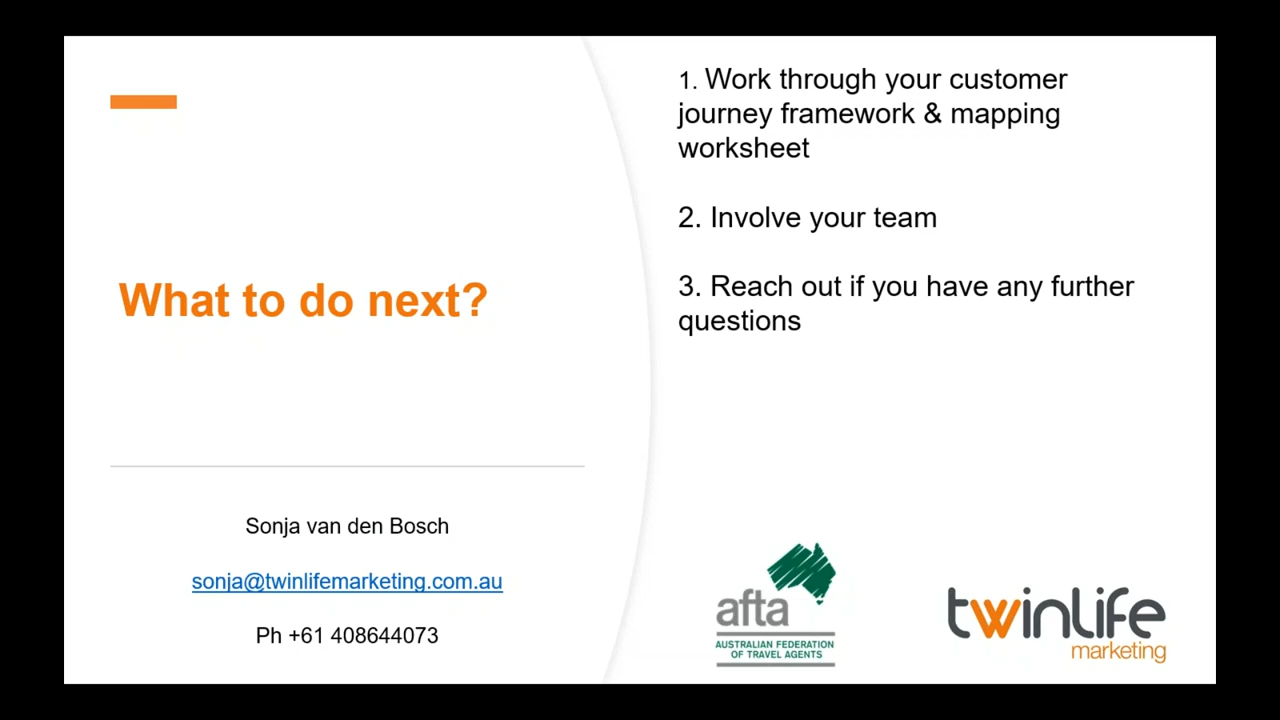 What to do next?
Sonja van den Bosch
sonja@twinlifemarketing.com.au
Ph +61 408644073
1. Work through your customer
journey framework & mapping
worksheet
2. Involve your team
3. Reach out if you have any further
questions
afta
AUSTRALIAN FEDERATION
OF TRAVEL AGENTS
twinlife
marketing